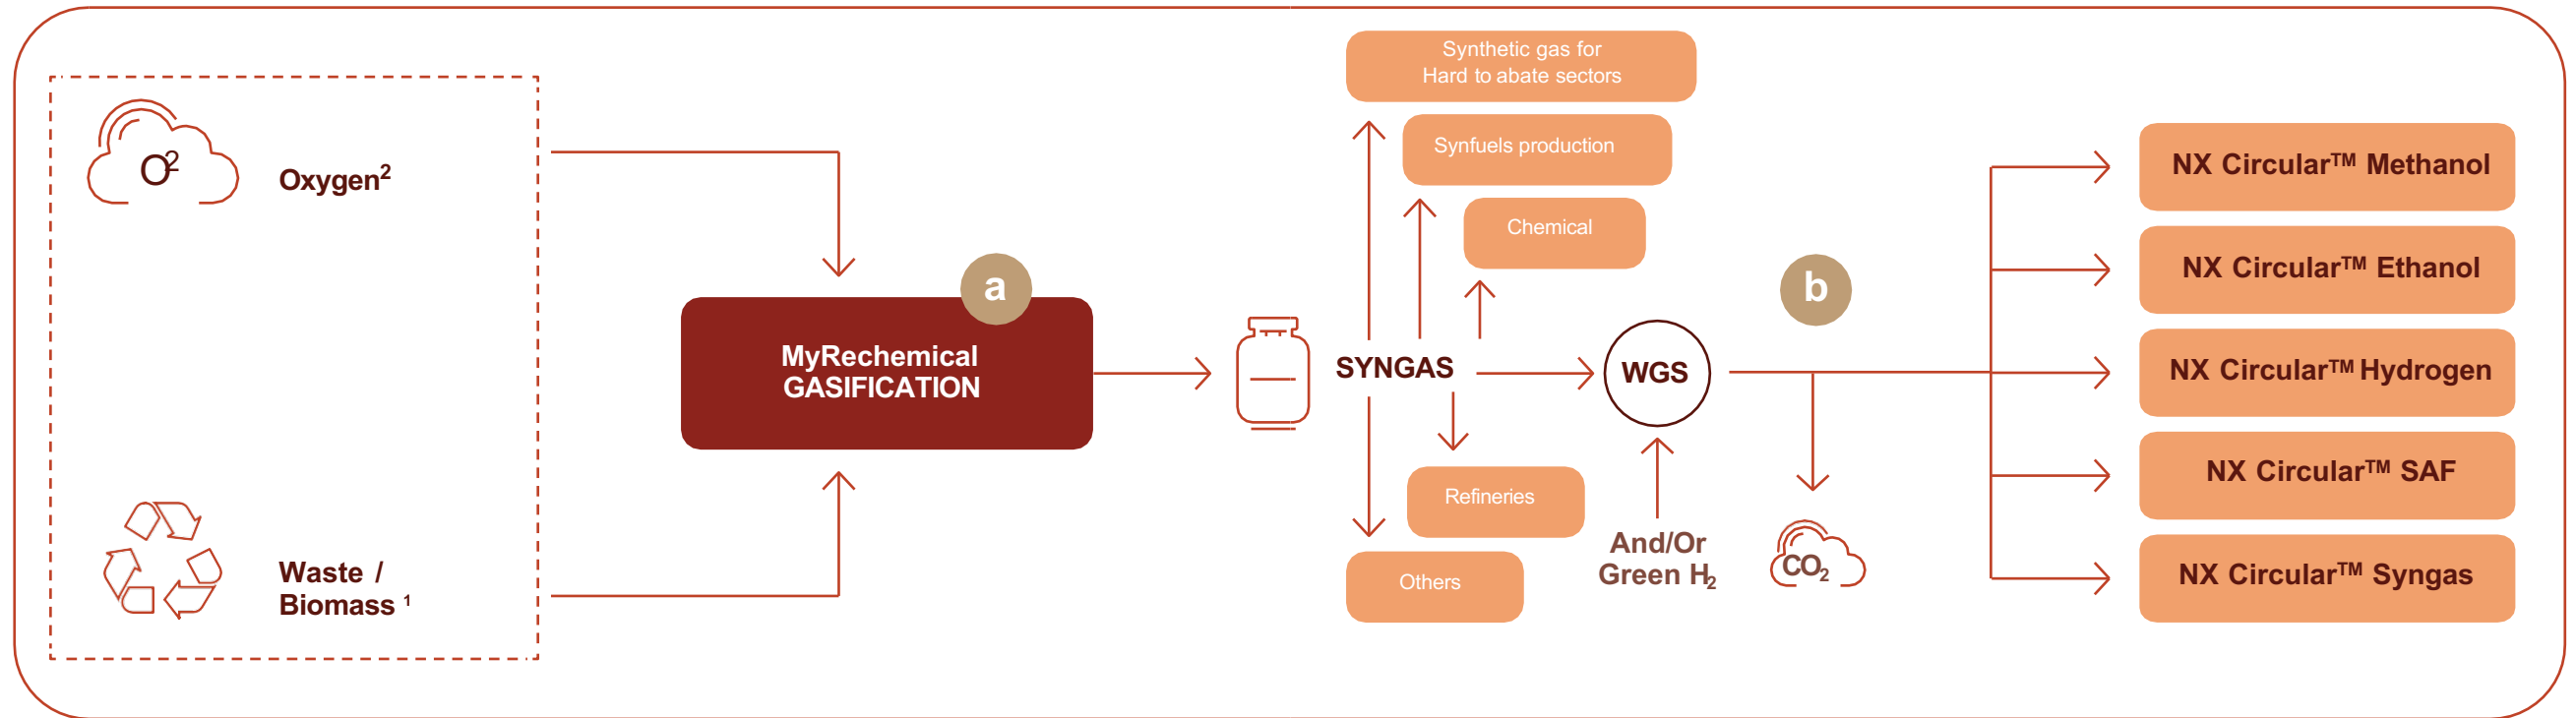 O2
Oxygen2
Waste /
Biomass 1
a
MyRechemical
GASIFICATION
SYNGAS
Synthetic gas for
Hard to abate sectors
Synfuels production
Chemical
Refineries
Others
WGS
And/Or
Green H2
b
CO2
NX Circular™ Methanol
NX Circular™ Ethanol
NX Circular™ Hydrogen
NX Circular™ SAF
NX Circular™ Syngas